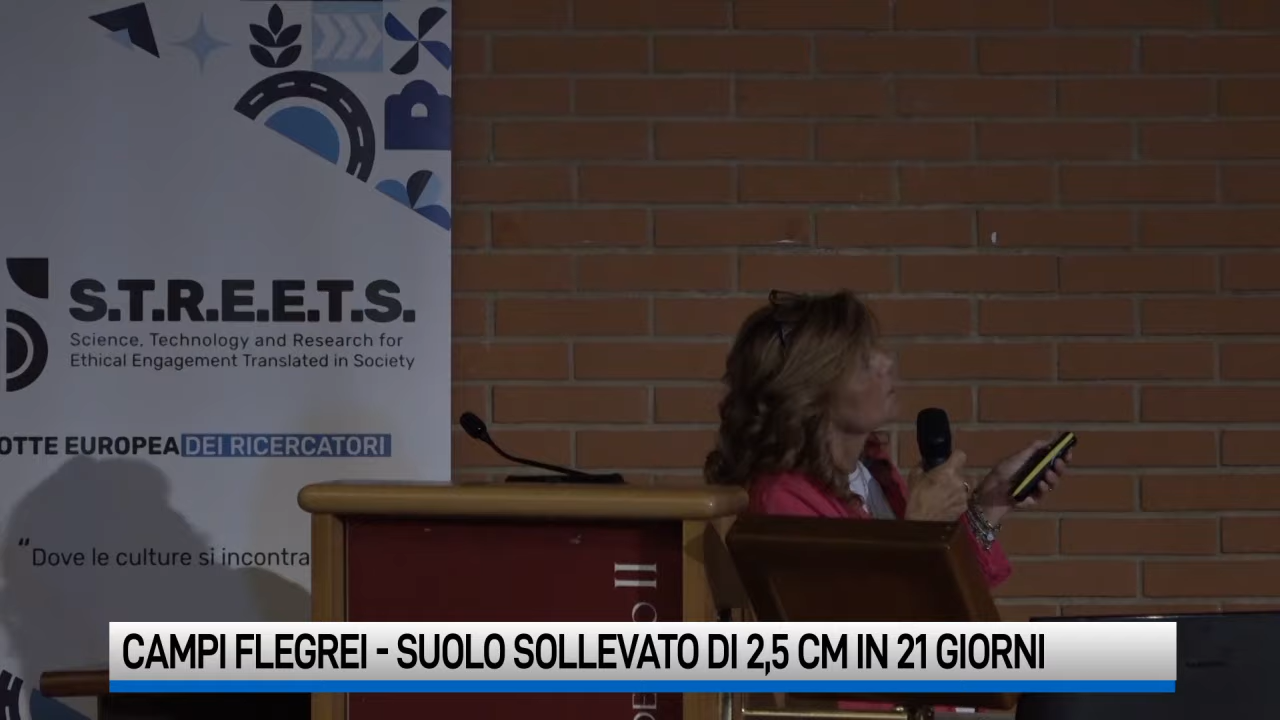 S.T.R.E.E.T.S.
Science, Technology and Research for
Ethical Engagement Translated in Society
OTTE EUROPEA DEI RICERCATORI
“Dove le culture si incontra
II
CAMPI FLEGREI - SUOLO SOLLEVATO DI 2,5 CM IN 21 GIORNI